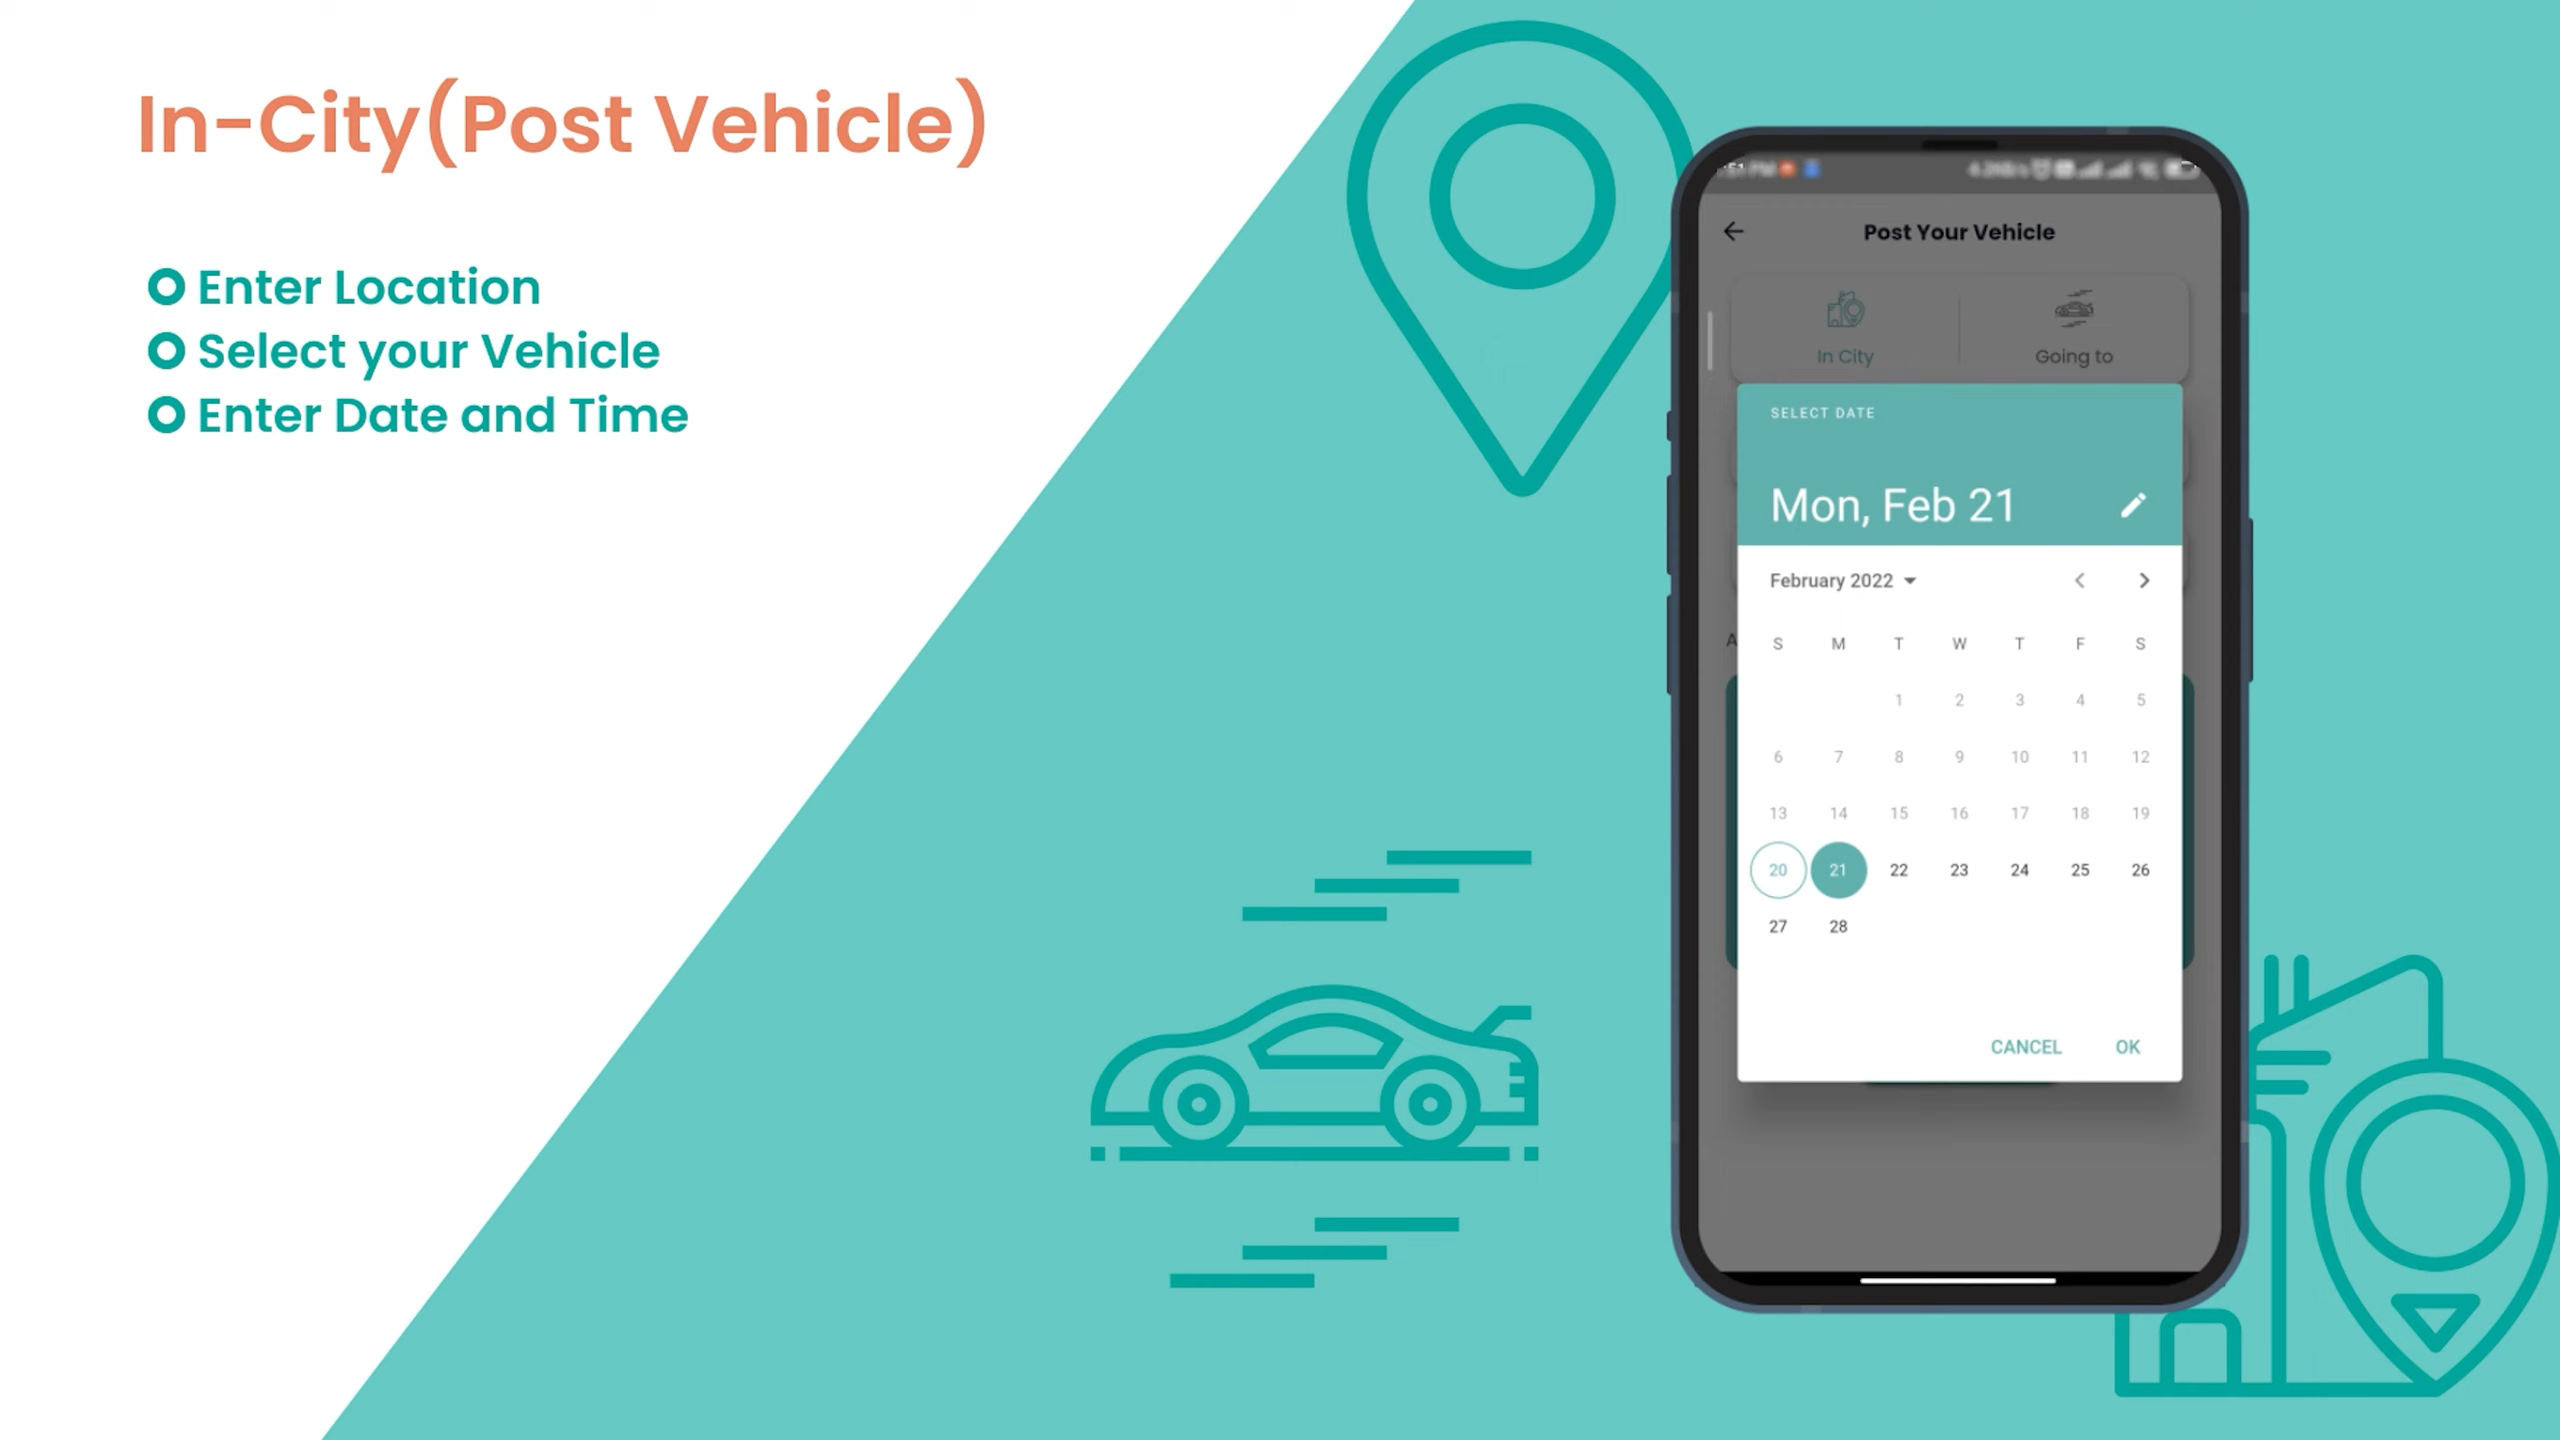 In-City(Post Vehicle)
Enter Location
Select your Vehicle
Enter Date and Time
Post Your Vehicle
In City
Going to
SELECT DATE
Mon, Feb 21
February 2022
S M T W T F S
1 2 3 4 5
6 7 8 9 10 11 12
13 14 15 16 17 18 19
20 21 22 23 24 25 26
27 28
CANCEL OK